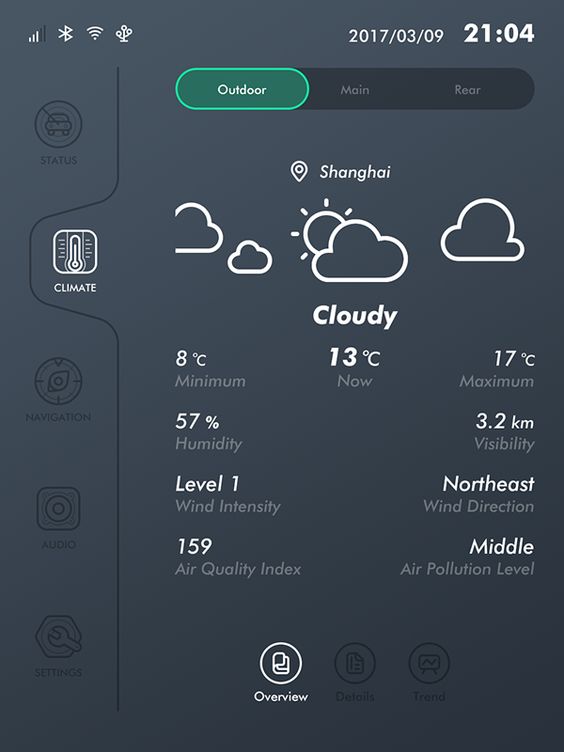 2017/03/09 21:04
Outdoor Main Rear
STATUS
Shanghai
CLIMATE
Cloudy
8 °C 13 °C 17 °C
Minimum Now Maximum
NAVIGATION
57 % 3.2 km
Humidity Visibility
Level 1 Northeast
Wind Intensity Wind Direction
AUDIO
159 Middle
Air Quality Index Air Pollution Level
SETTINGS
Overview Details Trend